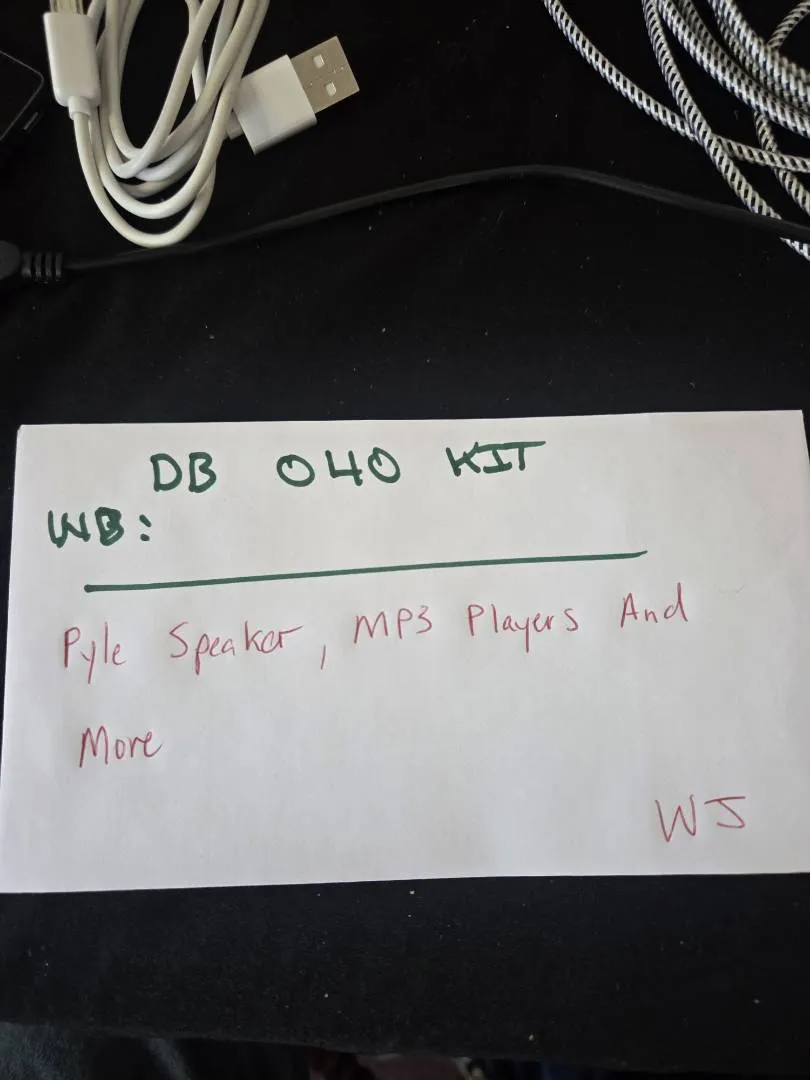 DB 040 KIT
WB:
Pyle Speaker, MP3 Players And
More
WJ